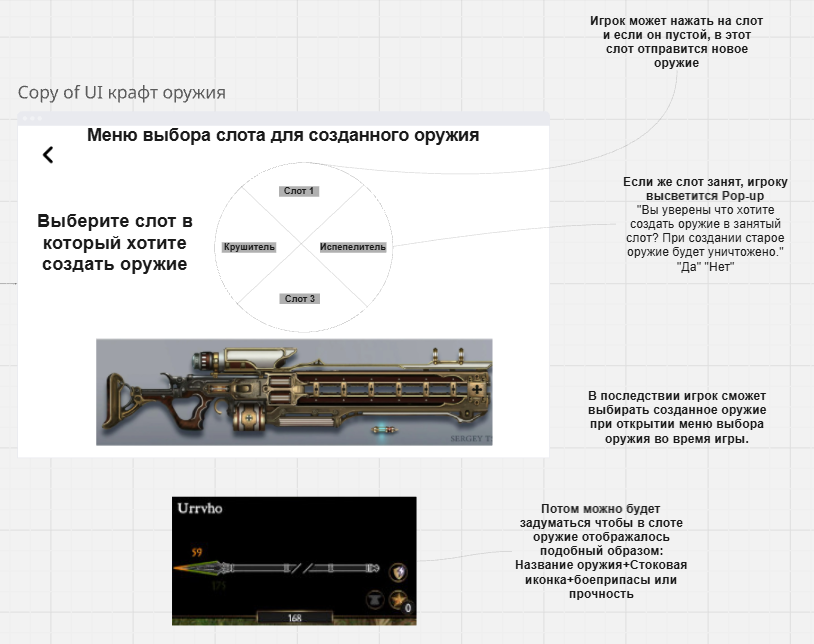 Игрок может нажать на слот
и если он пустой, в этот
слот отправится новое
оружие
Copy of UI крафт оружия
Меню выбора слота для созданного оружия
Выберите слот в
который хотите
создать оружие
Слот 1
Крушитель
Испепелитель
Слот 3
Если же слот занят, игроку
высветится Pop-up
"Вы уверены что хотите
создать оружие в занятый
слот? При создании старое
оружие будет уничтожено."
"Да" "Нет"
SERGEY T
В последствии игрок сможет
выбирать созданное оружие
при открытии меню выбора
оружия во время игры.
Urrvho
59
175
168
0
Потом можно будет
задуматься чтобы в слоте
оружие отображалось
подобный образом:
Название оружия+Стоковая
иконка+боеприпасы или
прочность